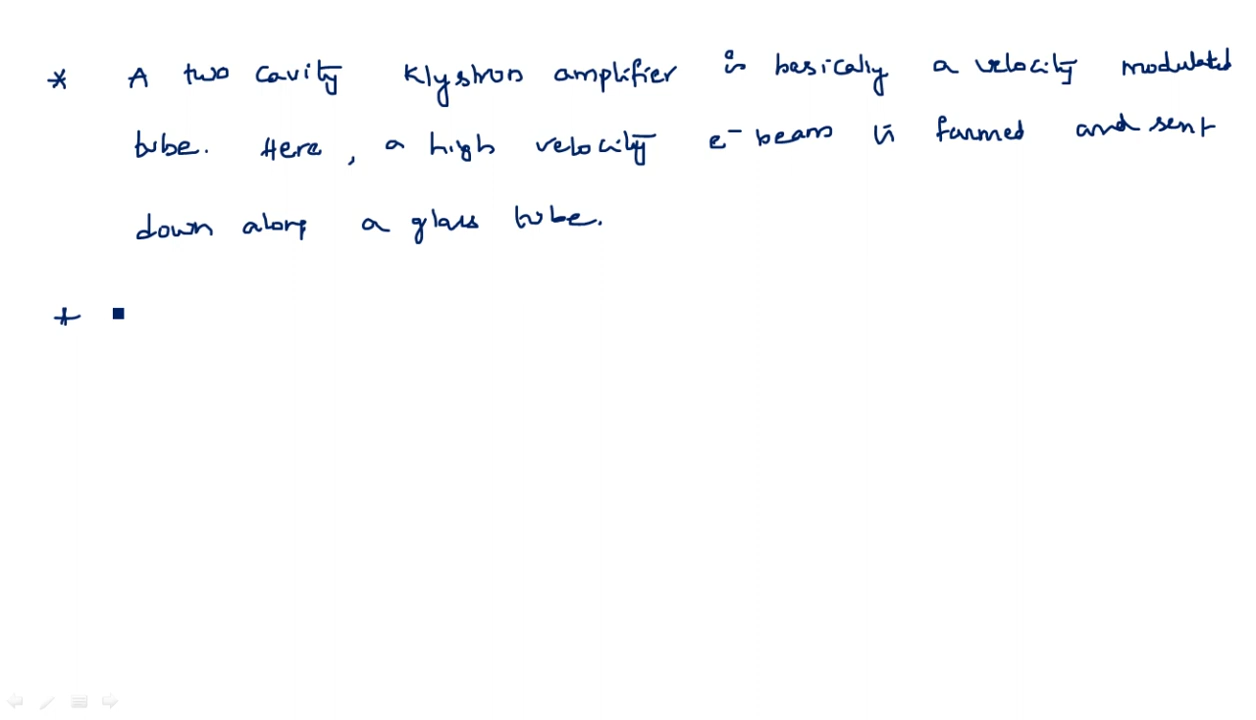 * A two cavity Klystron amplifier is basically a velocity modulated
tube. Here, a high velocity e⁻ beam is formed and sent
down along a glass tube.
*